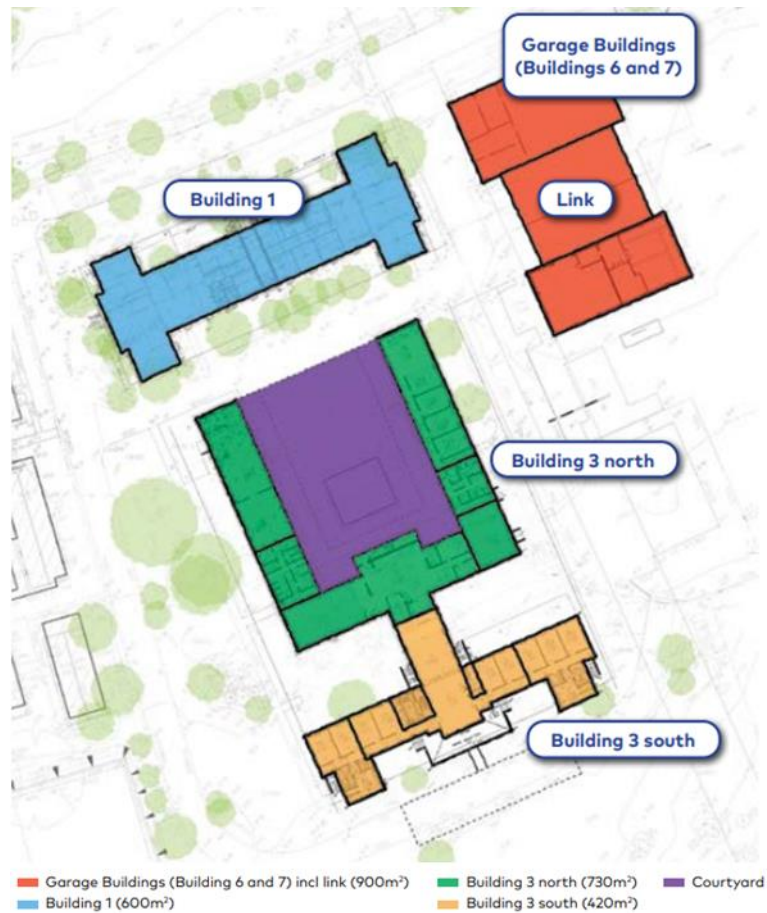 Garage Buildings
(Buildings 6 and 7)
Building 1
Link
Building 3 north
Building 3 south
Garage Buildings (Building 6 and 7) incl link (900m²)
Building 3 north (730m²)
Courtyard
Building 1 (600m²)
Building 3 south (420m²)